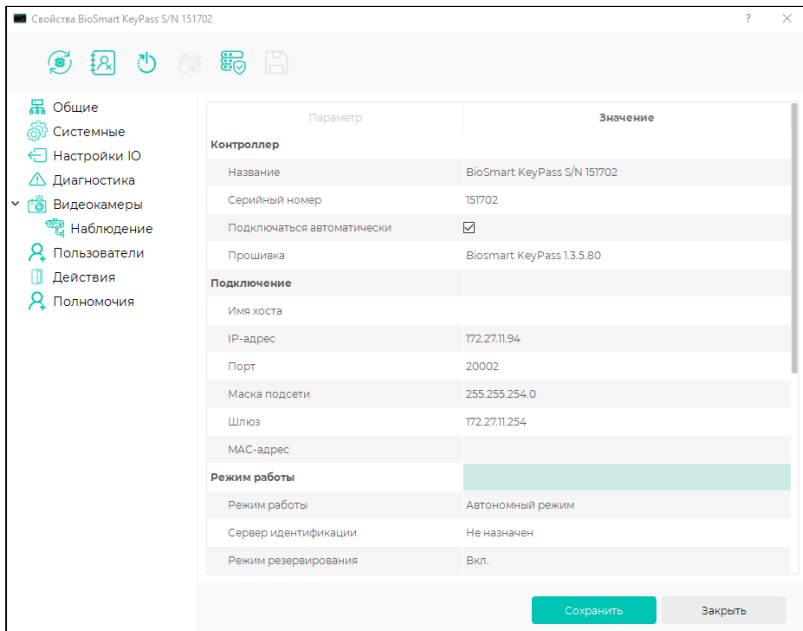 Свойства BioSmart KeyPass S/N 151702
?
Общие
Системные
Настройки IO
Диагностика
Видеокамеры
Наблюдение
Пользователи
Действия
Полномочия
Параметр Значение
Контроллер
Название BioSmart KeyPass S/N 151702
Серийный номер 151702
Подключаться автоматически
Прошивка Biosmart KeyPass 1.3.5.80
Подключение
Имя хоста
IP-адрес 172.27.11.94
Порт 20002
Маска подсети 255.255.254.0
Шлюз 172.27.11.254
MAC-адрес
Режим работы
Режим работы Автономный режим
Сервер идентификации Не назначен
Режим резервирования Вкл.
Сохранить Закрыть